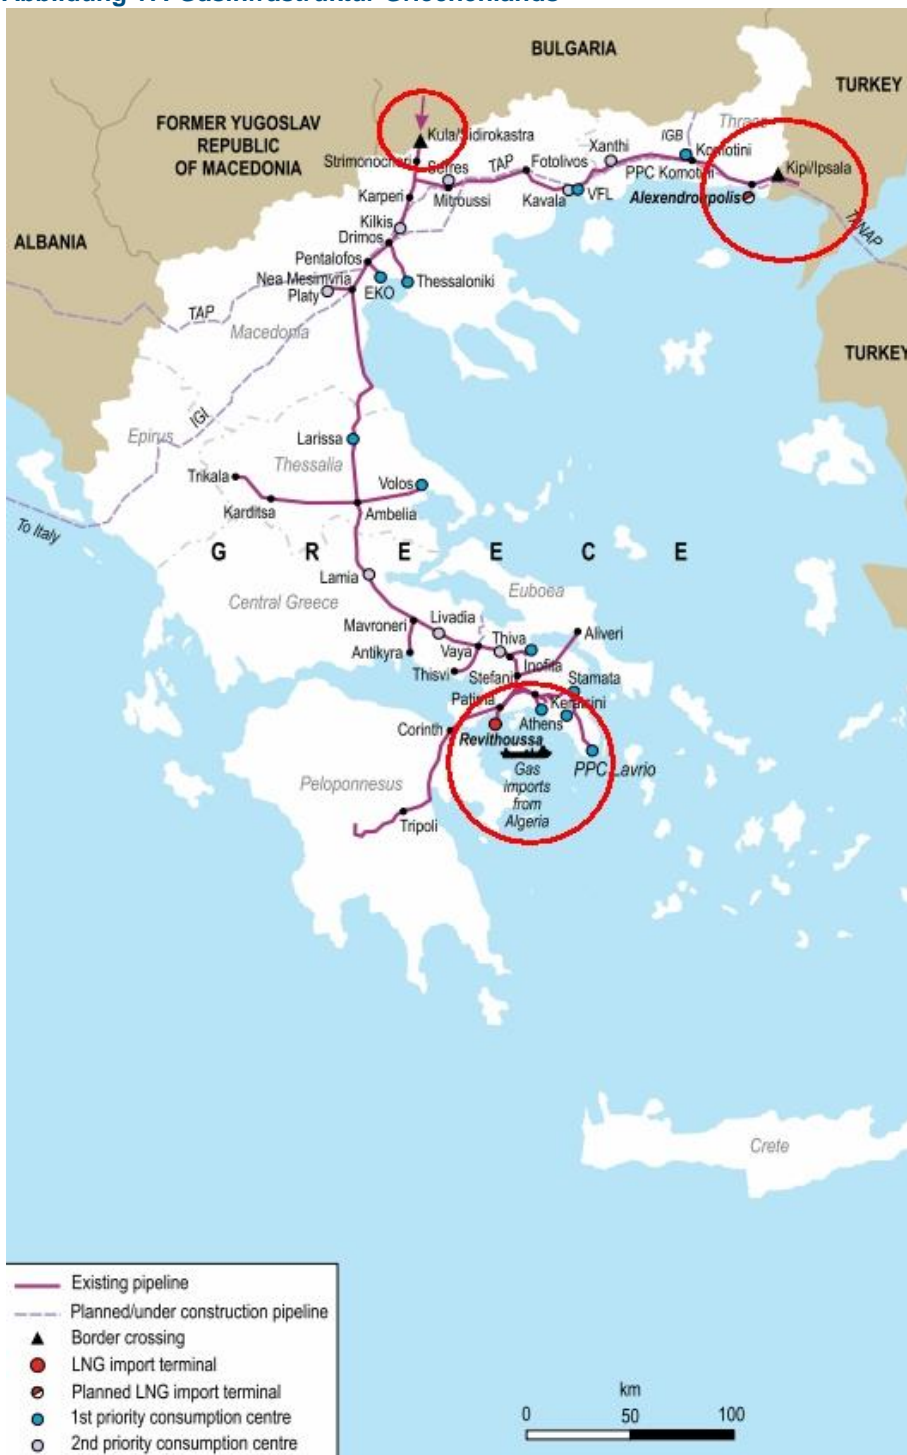 Abbildung 17: Gasinfrastruktur Griechenlands
BULGARIA
TURKEY
FORMER YUGOSLAV
REPUBLIC
OF MACEDONIA
Kula/Sidirokastra
Thrace
IGB
Xanthi
Komotini
Strimonochori
Serres
TAP
Fotolivos
PPC Komotini
Kipi/Ipsala
Karperi
Mitroussi
Kavala
VFL
Alexendroupolis
TANAP
Kilkis
ALBANIA
Drimos
Pentalofos
Nea Mesimvria
Platy
EKO
Thessaloniki
TAP
Macedonia
TURKEY
IGI
Epirus
Larissa
Thessalia
Trikala
Volos
Karditsa
Ambelia
To Italy
G R E E C E
Lamia
Euboea
Central Greece
Livadia
Mavroneri
Thiva
Aliveri
Antikyra
Vaya
Inofita
Thisvi
Stefani
Stamata
Patima
Keratsini
Corinth
Athens
Revithoussa
PPC Lavrio
Gas
imports
from
Algeria
Peloponnesus
Tripoli
Crete
Existing pipeline
Planned/under construction pipeline
Border crossing
LNG import terminal
Planned LNG import terminal
1st priority consumption centre
2nd priority consumption centre
km
0 50 100